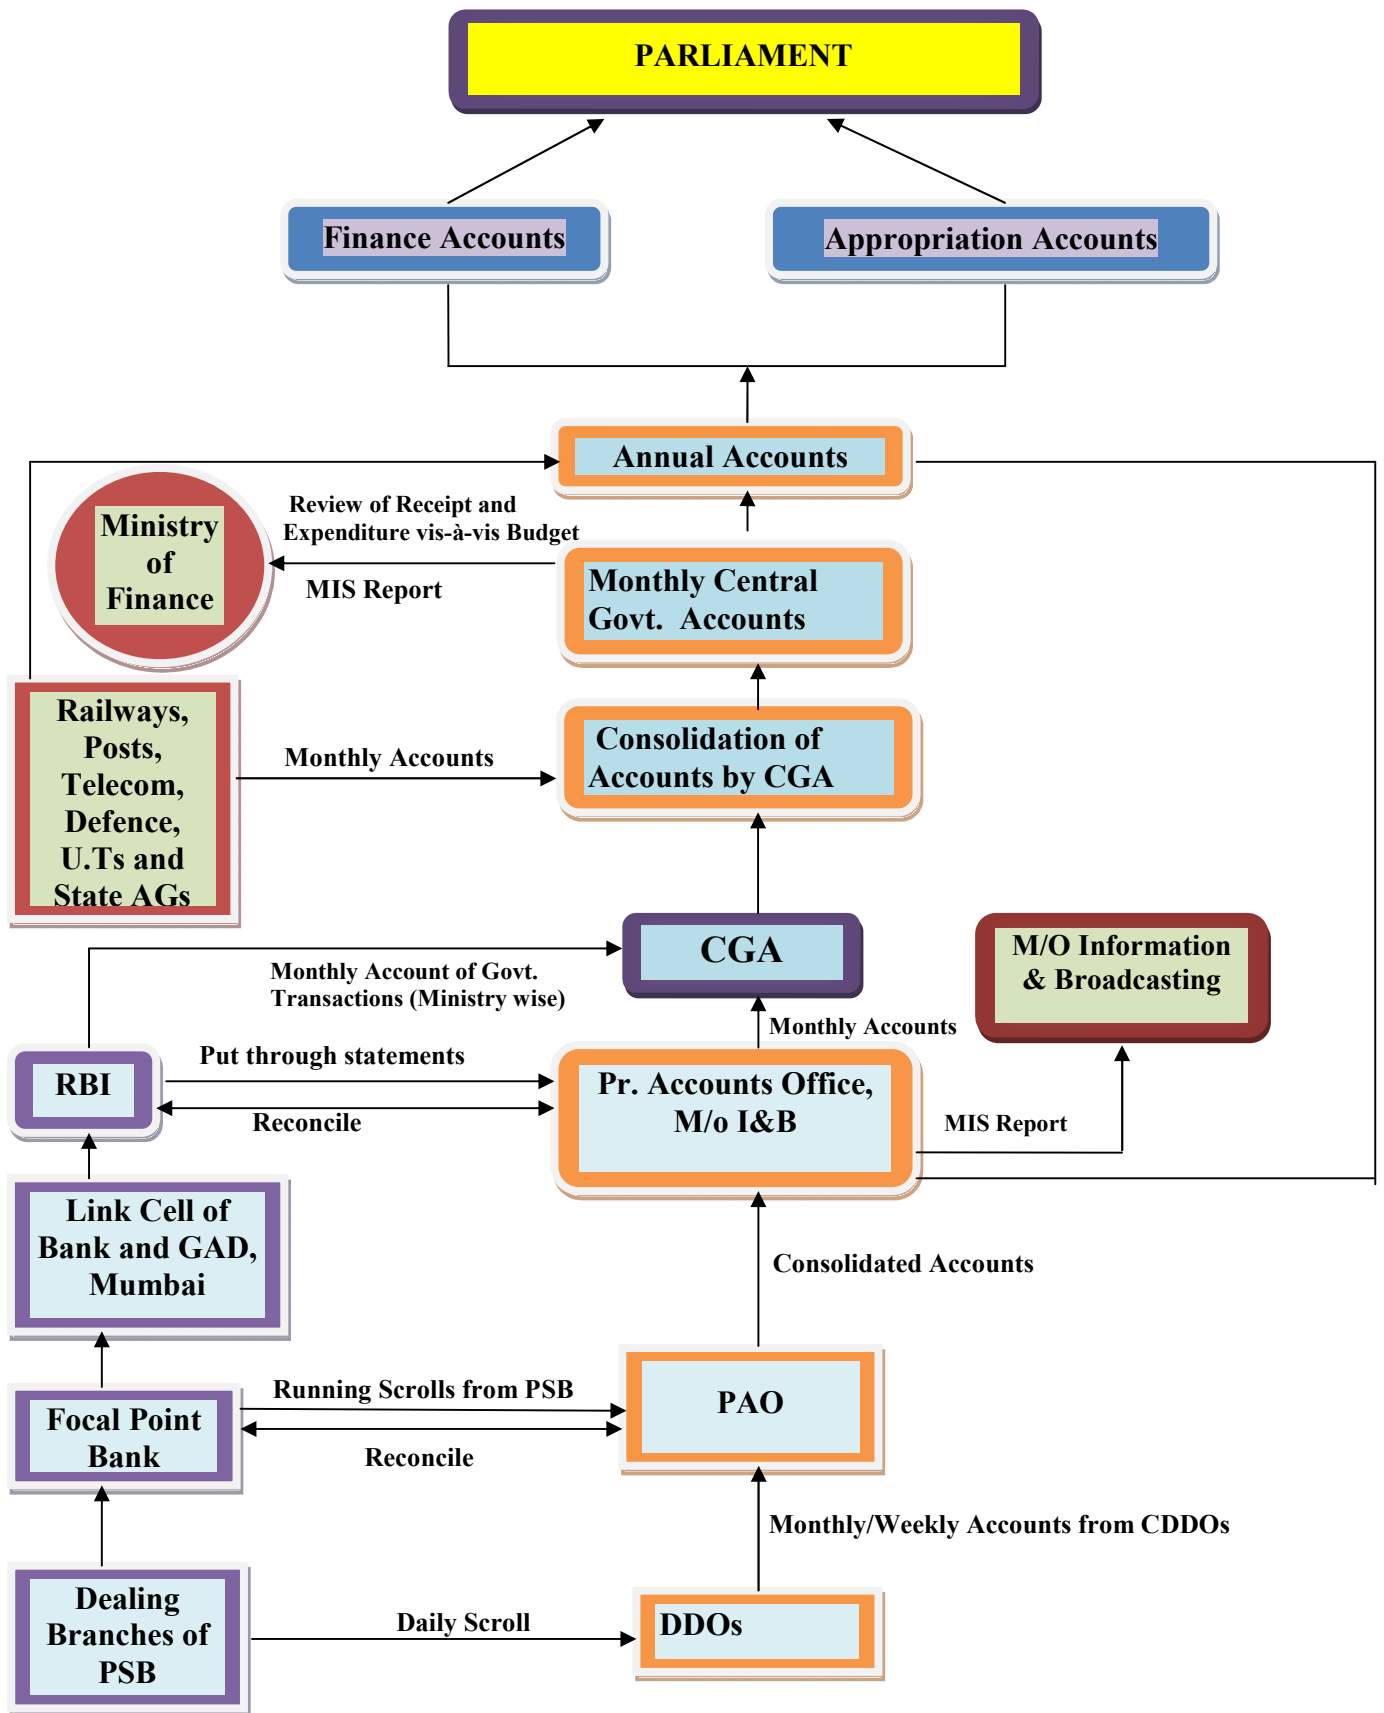 PARLIAMENT
Finance Accounts
Appropriation Accounts
Annual Accounts
Review of Receipt and
Expenditure vis-à-vis Budget
MIS Report
Ministry
of
Finance
Monthly Central
Govt. Accounts
Railways,
Posts,
Telecom,
Defence,
U.Ts and
State AGs
Monthly Accounts
Consolidation of
Accounts by CGA
CGA
M/O Information
& Broadcasting
Monthly Account of Govt.
Transactions (Ministry wise)
Monthly Accounts
RBI
Put through statements
Reconcile
Pr. Accounts Office,
M/o I&B
MIS Report
Link Cell of
Bank and GAD,
Mumbai
Consolidated Accounts
Focal Point
Bank
Running Scrolls from PSB
Reconcile
PAO
Monthly/Weekly Accounts from CDDOs
Dealing
Branches of
PSB
Daily Scroll
DDOs